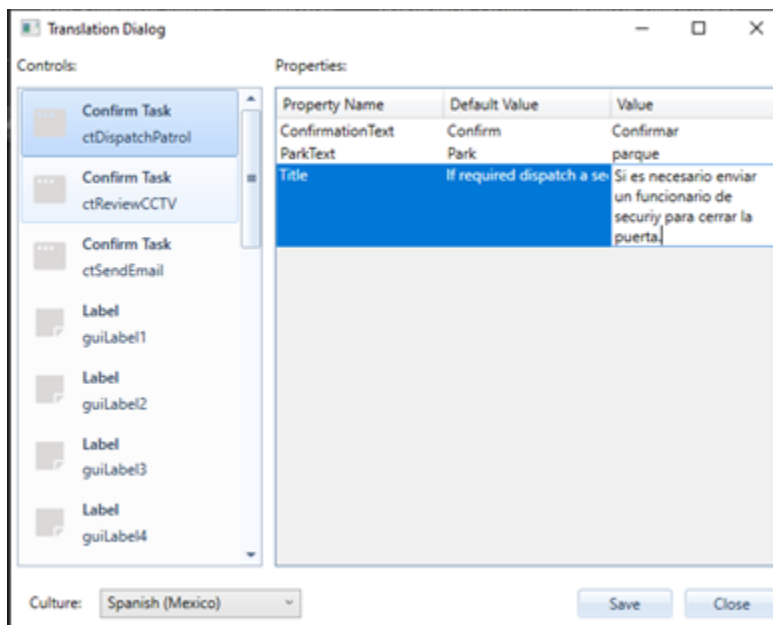 Translation Dialog
Controls:
Properties:
Confirm Task
ctDispatchPatrol
Confirm Task
ctReviewCCTV
Confirm Task
ctSendEmail
Label
guiLabel1
Label
guiLabel2
Label
guiLabel3
Label
guiLabel4
Property Name Default Value Value
ConfirmationText Confirm Confirmar
ParkText Park parque
Title If required dispatch a se Si es necesario enviar
un funcionario de
securiy para cerrar la
puerta.
Culture: Spanish (Mexico) Save Close